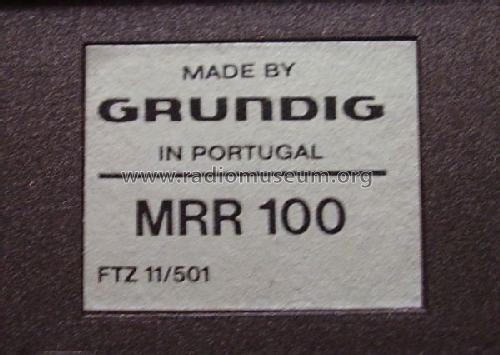 MADE BY
GRUNDIG
IN PORTUGAL
www.radiomuseum.org
MRR 100
FTZ 11/501